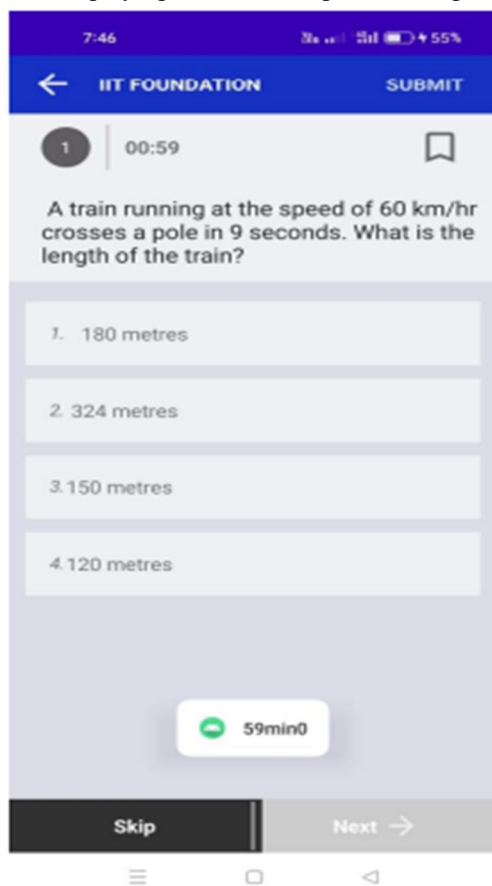 7:46
55%
IIT FOUNDATION SUBMIT
1 00:59
A train running at the speed of 60 km/hr
crosses a pole in 9 seconds. What is the
length of the train?
1. 180 metres
2. 324 metres
3. 150 metres
4. 120 metres
59min0
Skip Next →